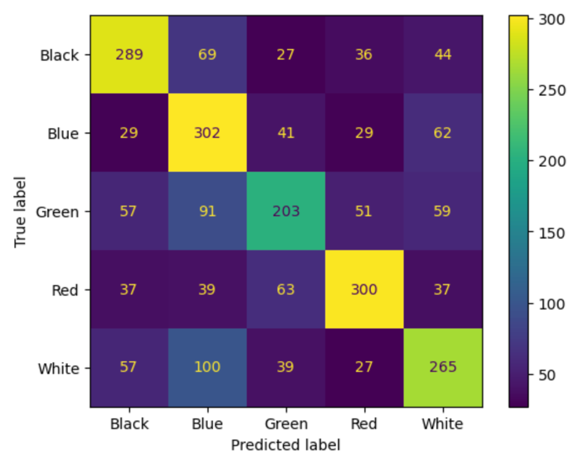 Black 289 69 27 36 44
Blue 29 302 41 29 62
Green 57 91 203 51 59
Red 37 39 63 300 37
White 57 100 39 27 265
Black Blue Green Red White
Predicted label
True label
300
250
200
150
100
50